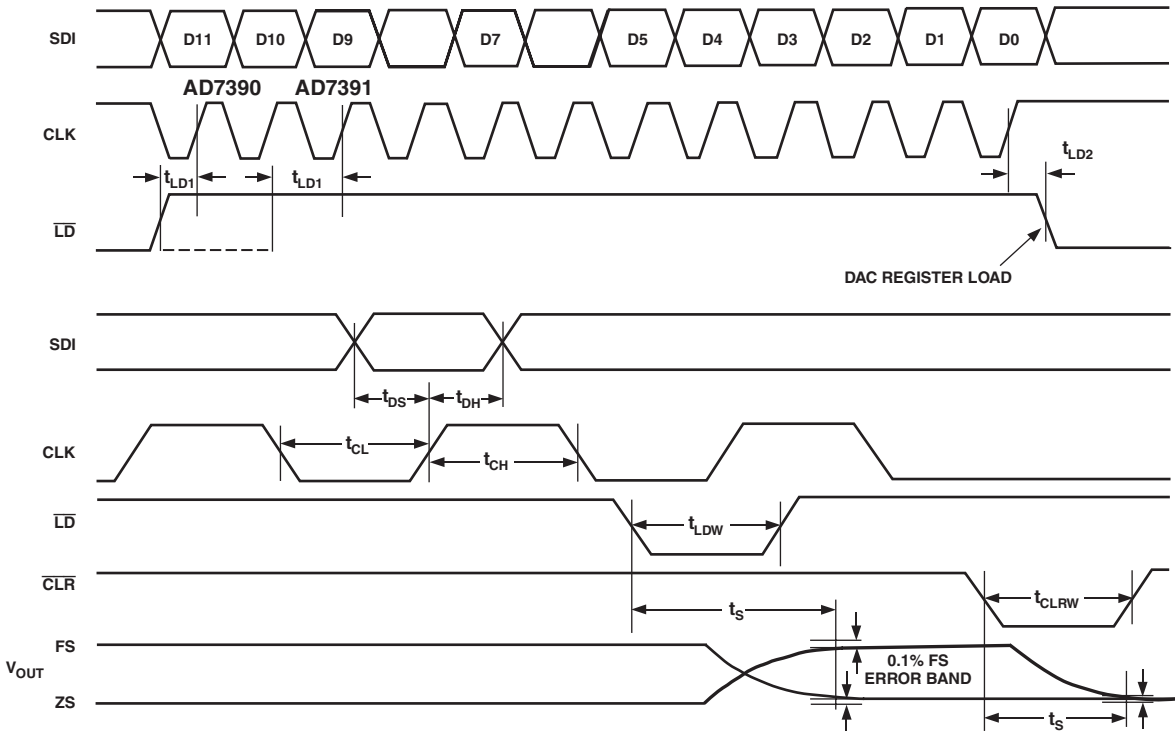 SDI D11 D10 D9 D7 D5 D4 D3 D2 D1 D0
AD7390 AD7391
CLK
tLD1 tLD1 tLD2
LD
DAC REGISTER LOAD
SDI
tDS tDH
CLK tCL tCH
LD tLDW
CLR tCLRW
tS
FS
VOUT
0.1% FS
ERROR BAND
ZS
tS